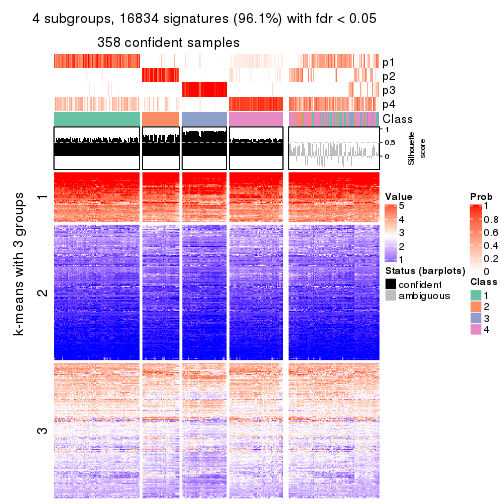 4 subgroups, 16834 signatures (96.1%) with fdr < 0.05
358 confident samples
p1
p2
p3
p4
Class
1
0.5
0
Silhouette
score
k-means with 3 groups
1
2
3
Value
5
4
3
2
1
Status (barplots)
confident
ambiguous
Prob
1
0.8
0.6
0.4
0.2
0
Class
1
2
3
4